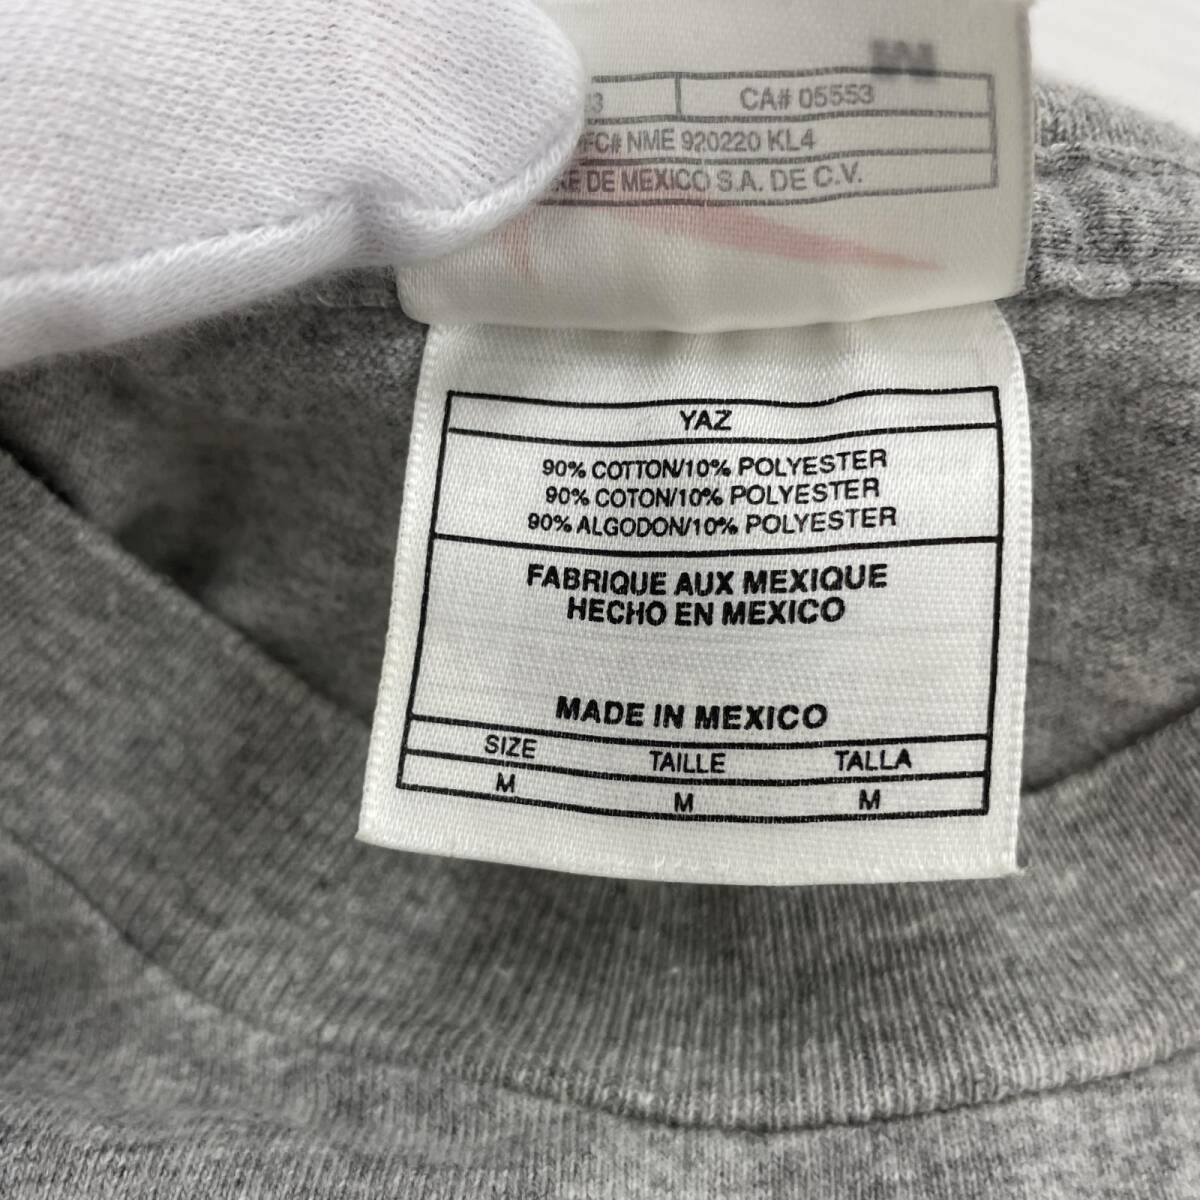 CA# 05553
NME 920220 KL4
DE MEXICO S.A. DE C.V.
YAZ
90% COTTON/10% POLYESTER
90% COTON/10% POLYESTER
90% ALGODON/10% POLYESTER
FABRIQUE AUX MEXIQUE
HECHO EN MEXICO
MADE IN MEXICO
SIZE TAILLE TALLA
M M M